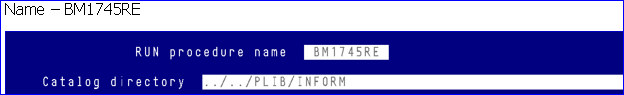 Name – BM1745RE
RUN procedure name BM1745RE
Catalog directory ../../PLIB/INFORM